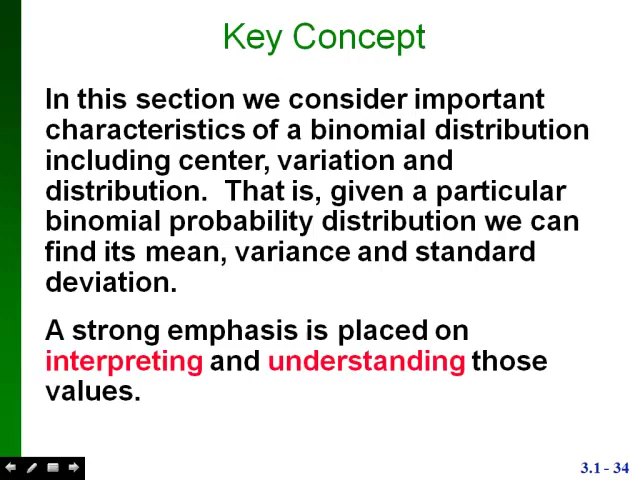 Key Concept
In this section we consider important
characteristics of a binomial distribution
including center, variation and
distribution.  That is, given a particular
binomial probability distribution we can
find its mean, variance and standard
deviation.
A strong emphasis is placed on
interpreting and understanding those
values.
3.1 - 34